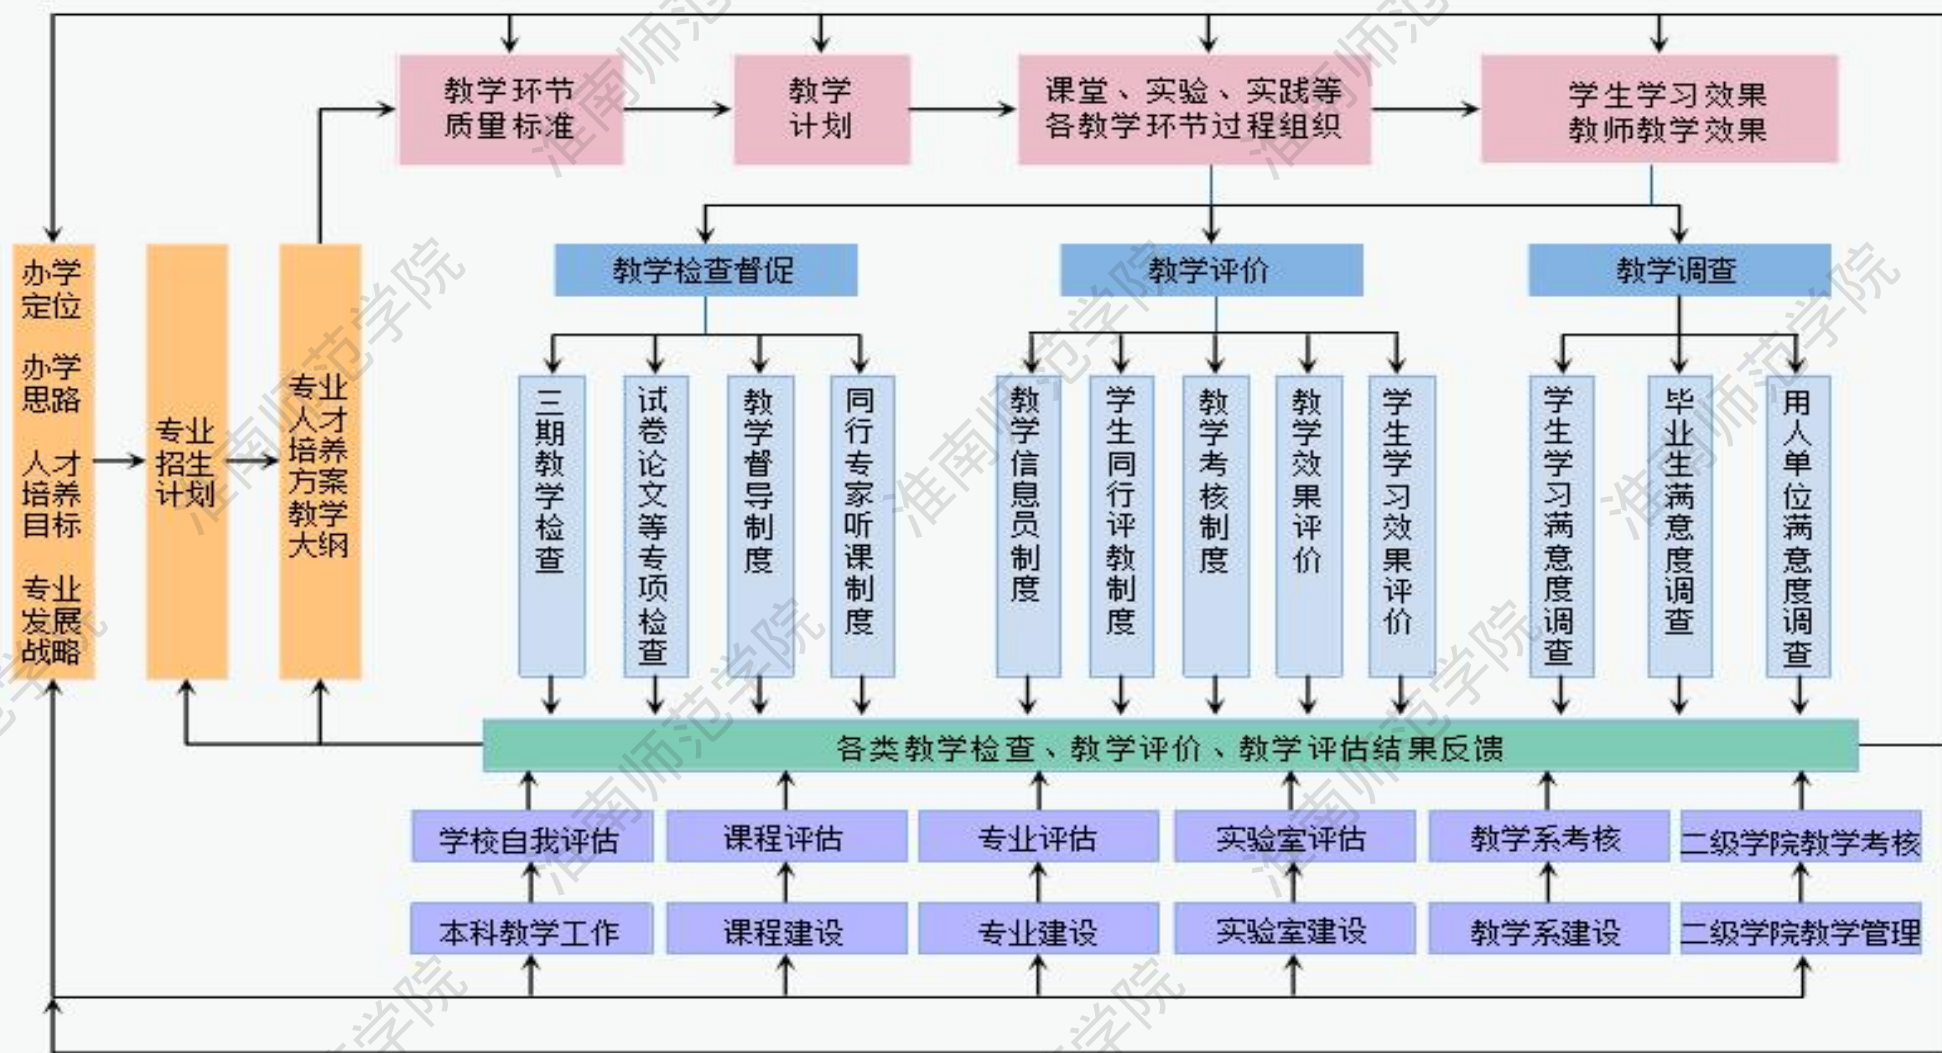 教学环节
质量标准
教学
计划
课堂、实验、实践等
各教学环节过程组织
学生学习效果
教师教学效果
办学
定位
办学
思路
人才
培养
目标
专业
发展
战略
专业
招生
计划
专业
人才
培养
方案
教学
大纲
教学检查督促
教学评价
教学调查
三期教学检查
试卷论文等专项检查
教学督导制度
同行专家听课制度
教学信息员制度
学生同行评教制度
教学考核制度
教学效果评价
学生学习效果评价
学生学习满意度调查
毕业生满意度调查
用人单位满意度调查
各类教学检查、教学评价、教学评估结果反馈
学校自我评估
课程评估
专业评估
实验室评估
教学系考核
二级学院教学考核
本科教学工作
课程建设
专业建设
实验室建设
教学系建设
二级学院教学管理
淮南师范学院